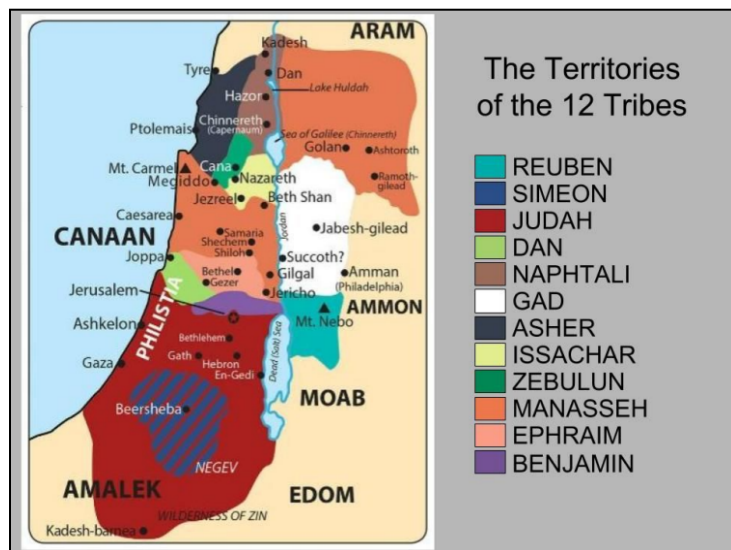 ARAM
Kadesh
Tyre
Dan
Lake Huldah
Hazor
Chinnereth
(Capernaum)
Ptolemais
Sea of Galilee (Chinnereth)
Golan
Ashtoroth
Cana
Mt. Carmel
Ramoth-
gilead
Megiddo
Nazareth
Jezreel
Beth Shan
Caesarea
Jordan
Samaria
Jabesh-gilead
CANAAN
Shechem
Shiloh
Succoth?
Joppa
Bethel
Gilgal
Amman
(Philadelphia)
Gezer
Jerusalem
Jericho
AMMON
PHILISTIA
Mt. Nebo
Ashkelon
Bethlehem
Dead (Salt) Sea
Gath
Hebron
Gaza
En-Gedi
MOAB
Beersheba
NEGEV
AMALEK
EDOM
WILDERNESS OF ZIN
Kadesh-barnea
The Territories
of the 12 Tribes
REUBEN
SIMEON
JUDAH
DAN
NAPHTALI
GAD
ASHER
ISSACHAR
ZEBULUN
MANASSEH
EPHRAIM
BENJAMIN